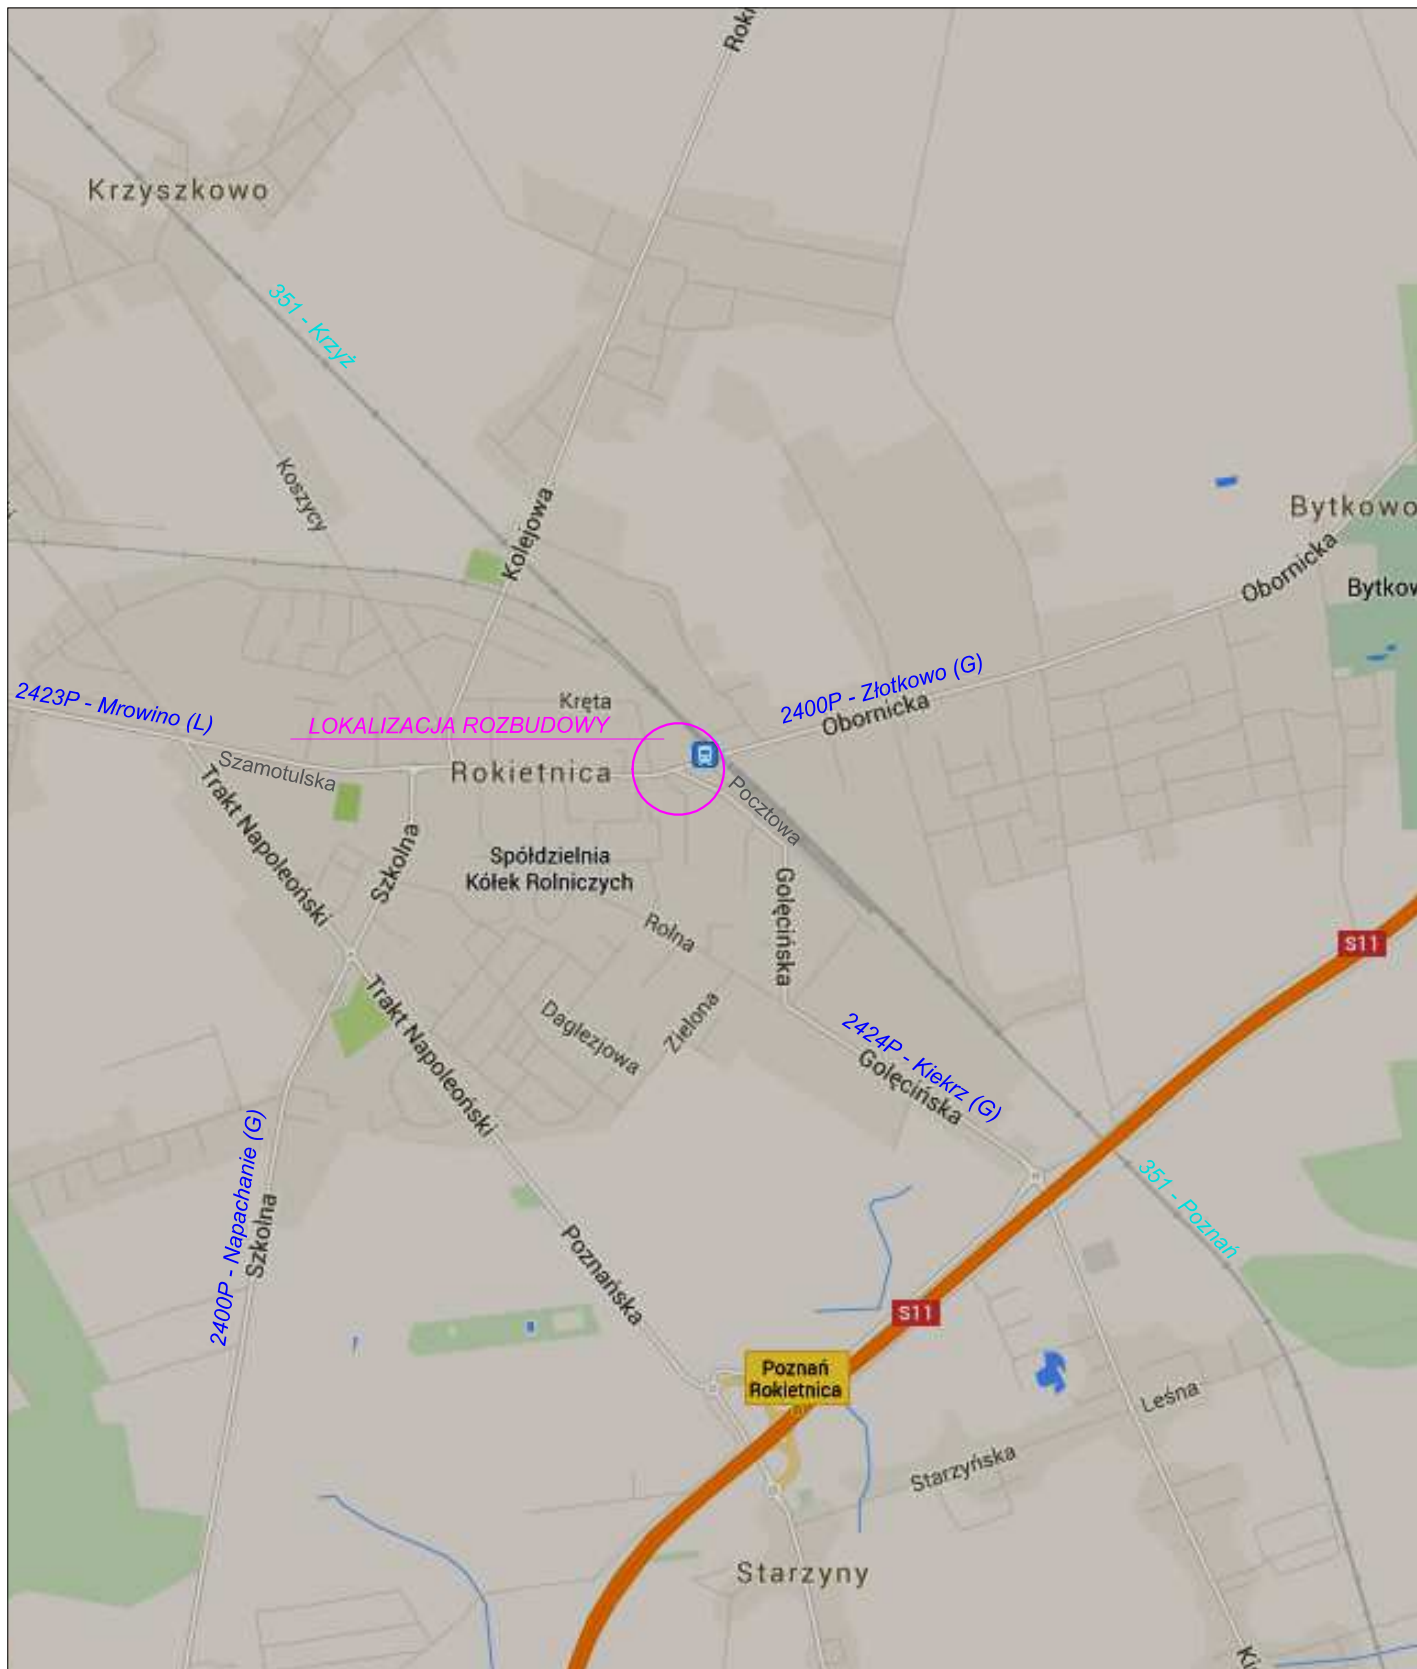 Roki
Krzyszkowo
351 - Krzyż
Koszycy
Kolejowa
Bytkowo
Obornicka
Bytkow
2423P - Mrowino (L)
Kręta
2400P - Złotkowo (G)
Obornicka
LOKALIZACJA ROZBUDOWY
Szamotulska
Rokietnica
Pocztowa
Trakt Napoleoński
Szkolna
Spółdzielnia
Kółek Rolniczych
Golęcińska
Rolna
S11
Trakt Napoleoński
Daglezjowa
Zielona
2424P - Kiekrz (G)
Golęcińska
2400P - Napachanie (G)
Szkolna
351 - Poznań
Poznańska
S11
Poznań
Rokietnica
Leśna
Starzyńska
Starzyny
Ki